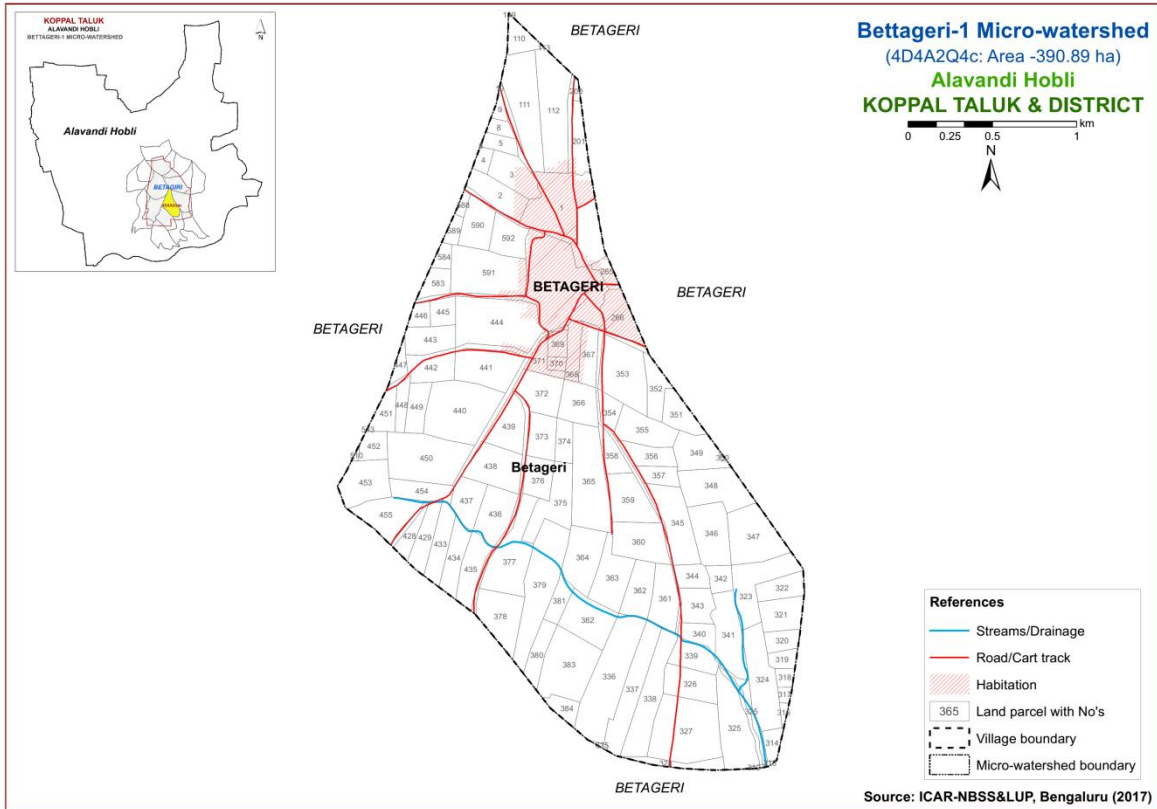 KOPPAL TALUK
ALAVANDI HOBLI
BETTAGERI-1 MICRO-WATERSHED
N
Alavandi Hobli
BETAGIRI
Bettageri-1 Micro-watershed
(4D4A2Q4c: Area -390.89 ha)
Alavandi Hobli
KOPPAL TALUK & DISTRICT
km
0 0.25 0.5 1
N
BETAGERI
110
111 112
9
8
5
4
3
201
2 1
590 592
589
584 591
583
265
BETAGERI
BETAGERI
BETAGERI
266
446 445 444
443
369 367
371 370
368
353
447 442 441
352
372 366
351
451 448 449 440
354
439 355
373 374
452
450 438 Betageri 358 356 349
453 376 365 357 348
454 437 375 359
455 436 345 346 347
428 429 433 360
434 435 377 364
344 342
379 363 362 361 323 322
378 381 343 321
382 340 341 320
380 383 339 319
336 326 324 318
337 338 317
384 327 325
314
BETAGERI
References
Streams/Drainage
Road/Cart track
Habitation
365 Land parcel with No's
Village boundary
Micro-watershed boundary
Source: ICAR-NBSS&LUP, Bengaluru (2017)